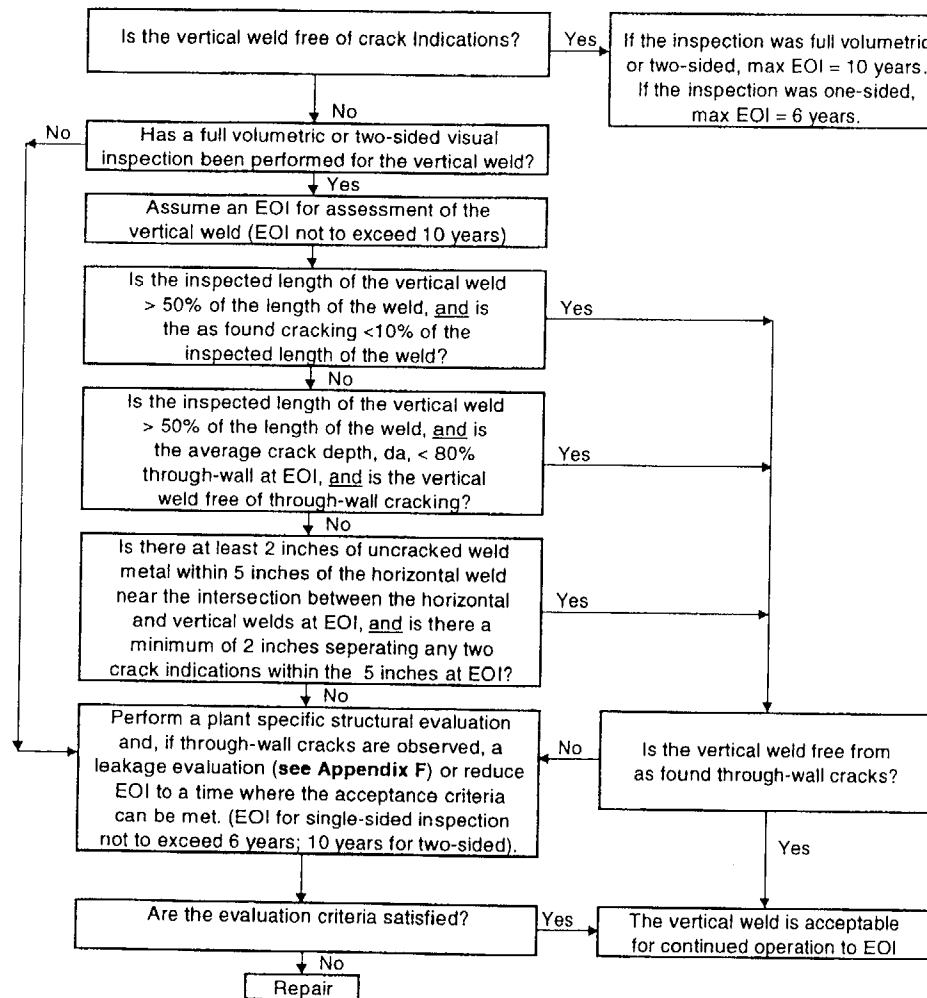 Is the vertical weld free of crack Indications?
Yes
If the inspection was full volumetric
or two-sided, max EOI = 10 years.
If the inspection was one-sided,
max EOI = 6 years.
No
No
Has a full volumetric or two-sided visual
inspection been performed for the vertical weld?
Yes
Assume an EOI for assessment of the
vertical weld (EOI not to exceed 10 years)
Is the inspected length of the vertical weld
> 50% of the length of the weld, and is
the as found cracking <10% of the
inspected length of the weld?
Yes
No
Is the inspected length of the vertical weld
> 50% of the length of the weld, and is
the average crack depth, da, < 80%
through-wall at EOI, and is the vertical
weld free of through-wall cracking?
Yes
No
Is there at least 2 inches of uncracked weld
metal within 5 inches of the horizontal weld
near the intersection between the horizontal
and vertical welds at EOI, and is there a
minimum of 2 inches seperating any two
crack indications within the 5 inches at EOI?
Yes
No
Perform a plant specific structural evaluation
and, if through-wall cracks are observed, a
leakage evaluation (see Appendix F) or reduce
EOI to a time where the acceptance criteria
can be met. (EOI for single-sided inspection
not to exceed 6 years; 10 years for two-sided).
No
Is the vertical weld free from
as found through-wall cracks?
Yes
Are the evaluation criteria satisfied?
Yes
The vertical weld is acceptable
for continued operation to EOI
No
Repair